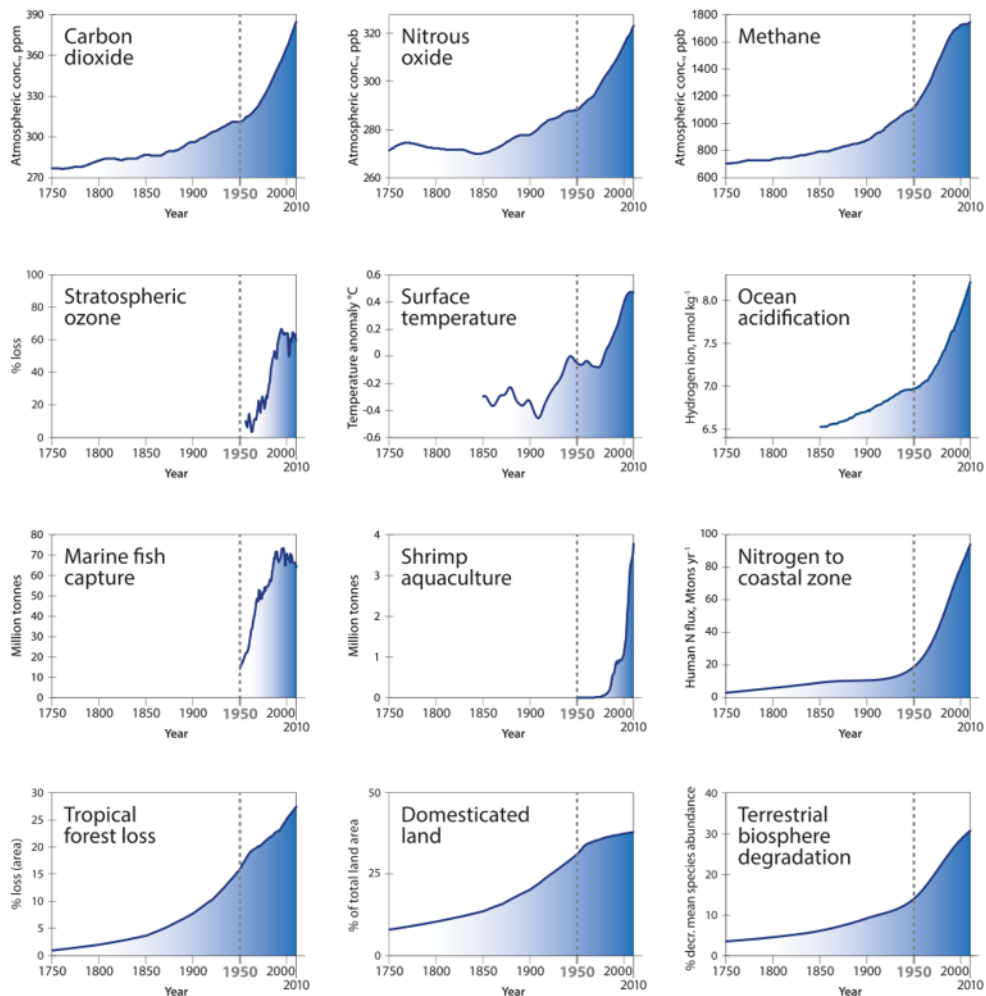 Carbon
dioxide
Atmospheric conc., ppm
390
360
330
300
270
1750 1800 1850 1900 1950 2000
2010
Year
Nitrous
oxide
Atmospheric conc., ppb
320
300
280
260
1750 1800 1850 1900 1950 2000
2010
Year
Methane
Atmospheric conc., ppb
1800
1600
1400
1200
1000
800
600
1750 1800 1850 1900 1950 2000
2010
Year
Stratospheric
ozone
% loss
100
80
60
40
20
0
1750 1800 1850 1900 1950 2000
2010
Year
Surface
temperature
Temperature anomaly °C
0.6
0.4
0.2
0
-0.2
-0.4
-0.6
1750 1800 1850 1900 1950 2000
2010
Year
Ocean
acidification
Hydrogen ion, nmol kg⁻¹
8.0
7.5
7.0
6.5
1750 1800 1850 1900 1950 2000
2010
Year
Marine fish
capture
Million tonnes
80
70
60
50
40
30
20
10
0
1750 1800 1850 1900 1950 2000
2010
Year
Shrimp
aquaculture
Million tonnes
4
3
2
1
0
1750 1800 1850 1900 1950 2000
2010
Year
Nitrogen to
coastal zone
Human N flux, Mtons yr⁻¹
100
80
60
40
20
0
1750 1800 1850 1900 1950 2000
2010
Year
Tropical
forest loss
% loss (area)
30
25
20
15
10
5
0
1750 1800 1850 1900 1950 2000
2010
Year
Domesticated
land
% of total land area
50
25
0
1750 1800 1850 1900 1950 2000
2010
Year
Terrestrial
biosphere
degradation
% decr. mean species abundance
40
30
20
10
0
1750 1800 1850 1900 1950 2000
2010
Year